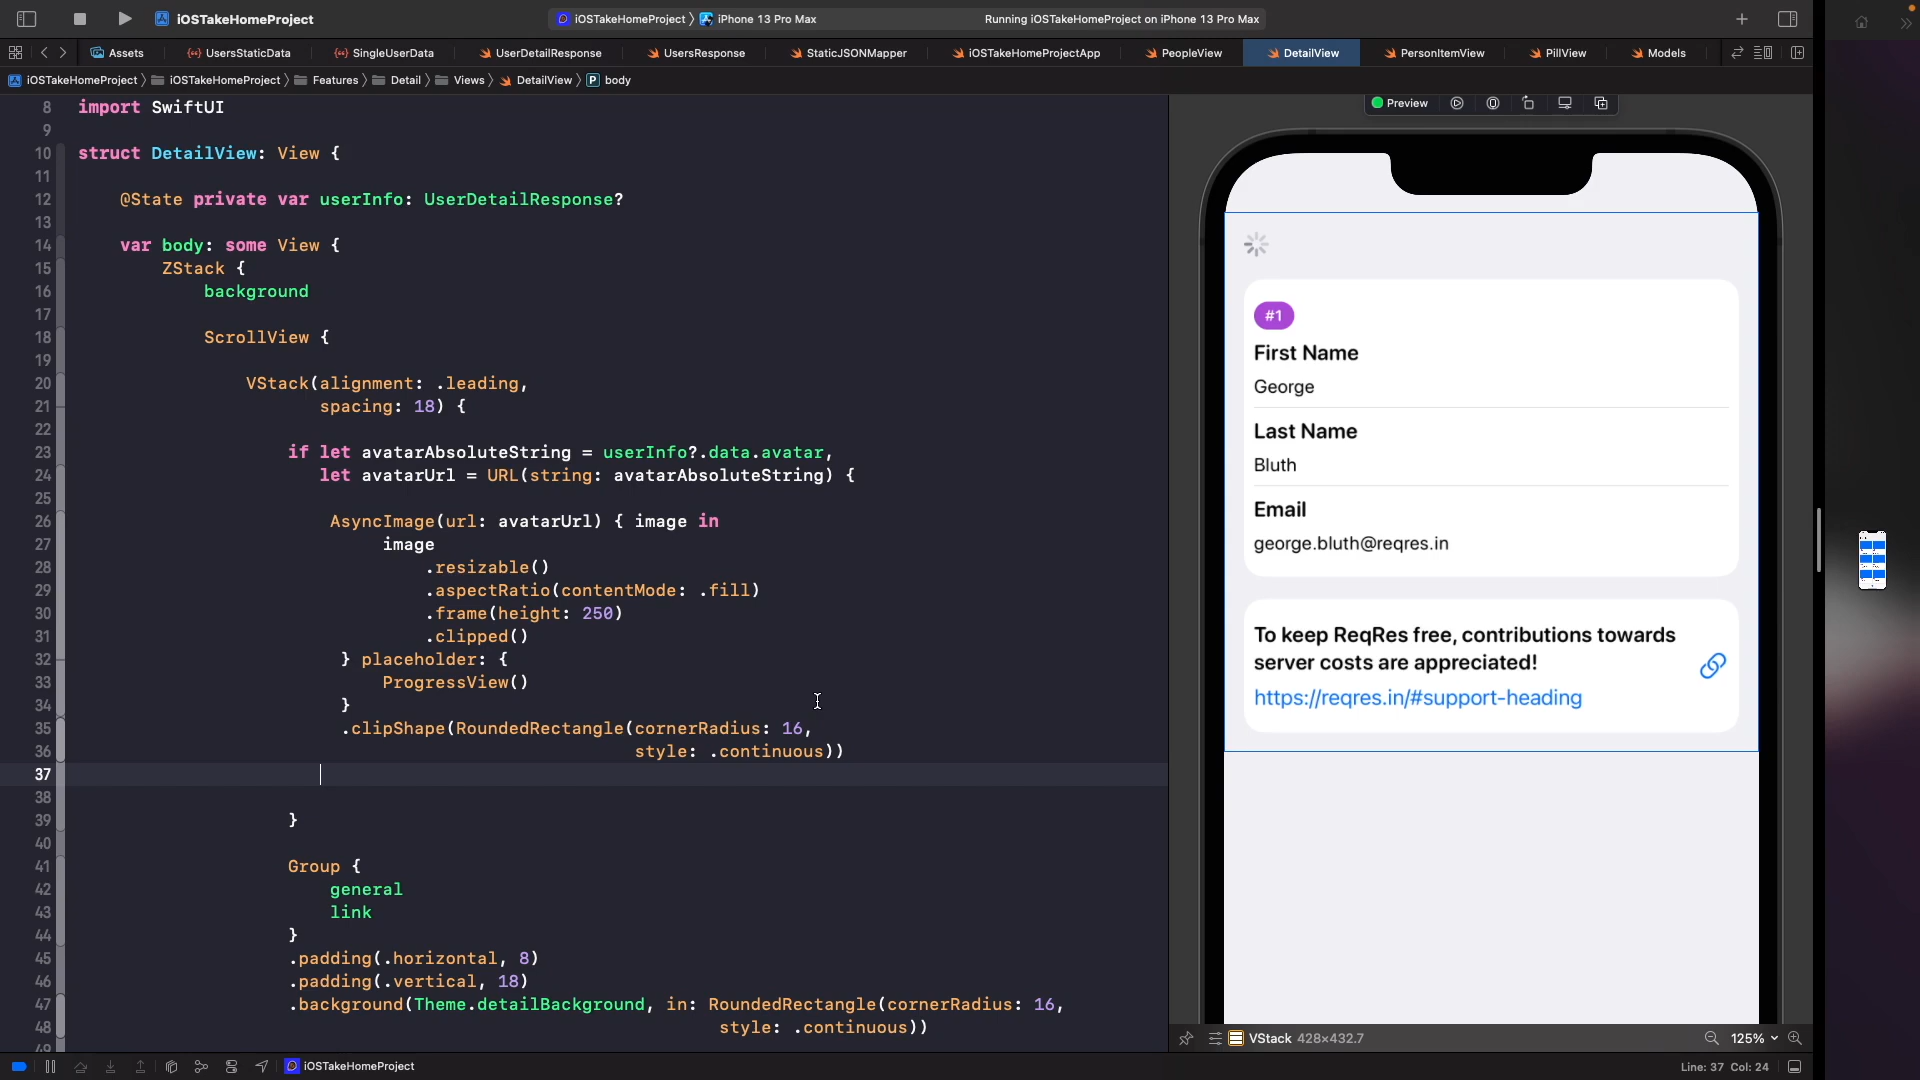 iOSTakeHomeProject
iOSTakeHomeProject
iPhone 13 Pro Max
Running iOSTakeHomeProject on iPhone 13 Pro Max
Assets
UsersStaticData
SingleUserData
UserDetailResponse
UsersResponse
StaticJSONMapper
iOSTakeHomeProjectApp
PeopleView
DetailView
PersonItemView
PillView
Models
iOSTakeHomeProject
iOSTakeHomeProject
Features
Detail
Views
DetailView
P body
8 import SwiftUI
9
10 struct DetailView: View {
11
12 @State private var userInfo: UserDetailResponse?
13
14 var body: some View {
15 ZStack {
16 background
17
18 ScrollView {
19
20 VStack(alignment: .leading,
21 spacing: 18) {
22
23 if let avatarAbsoluteString = userInfo?.data.avatar,
24 let avatarUrl = URL(string: avatarAbsoluteString) {
25
26 AsyncImage(url: avatarUrl) { image in
27 image
28 .resizable()
29 .aspectRatio(contentMode: .fill)
30 .frame(height: 250)
31 .clipped()
32 } placeholder: {
33 ProgressView()
34 }
35 .clipShape(RoundedRectangle(cornerRadius: 16,
36 style: .continuous))
37
38
39 }
40
41 Group {
42 general
43 link
44 }
45 .padding(.horizontal, 8)
46 .padding(.vertical, 18)
47 .background(Theme.detailBackground, in: RoundedRectangle(cornerRadius: 16,
48 style: .continuous))
49
Preview
#1
First Name
George
Last Name
Bluth
Email
george.bluth@reqres.in
To keep ReqRes free, contributions towards
server costs are appreciated!
https://reqres.in/#support-heading
VStack 428×432.7
125%
iOSTakeHomeProject
Line: 37 Col: 24